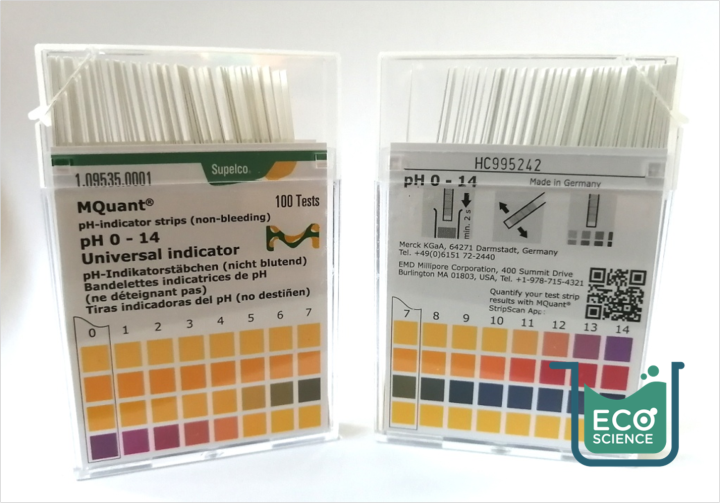 1.09535.0001
Supelco.
MQuant®
100 Tests
pH-indicator strips (non-bleeding)
pH 0 - 14
Universal indicator
pH-Indikatorstäbchen (nicht blutend)
Bandelettes indicatrices de pH
(ne déteignant pas)
Tiras indicadoras del pH (no destiñen)
0 1 2 3 4 5 6 7
HC995242
pH 0 - 14
Made in Germany
min. 2 s
Merck KGaA, 64271 Darmstadt, Germany
Tel. +49(0)6151 72-2440
EMD Millipore Corporation, 400 Summit Drive
Burlington MA 01803, USA, Tel. +1-978-715-4321
Quantify your test strip
results with MQuant®
StripScan App:
7 8 9 10 11 12 13 14
ECO
SCIENCE